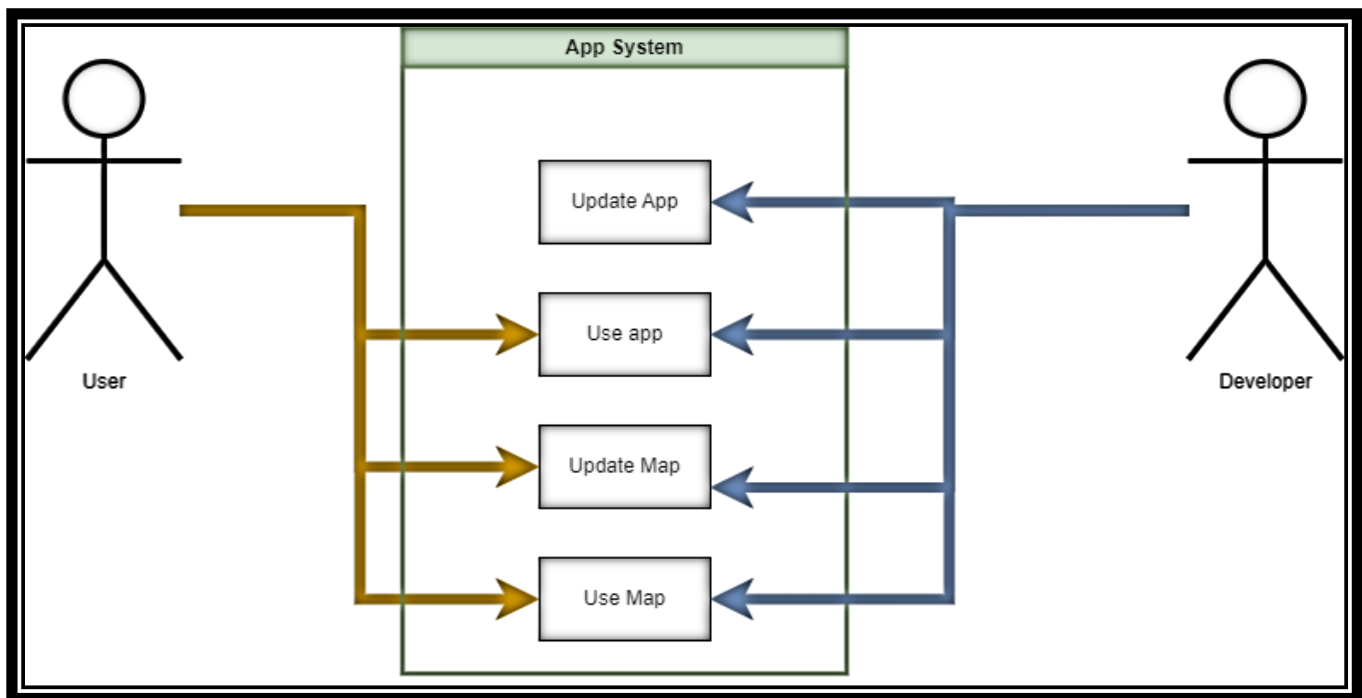 App System
Update App
Use app
Update Map
Use Map
User
Developer